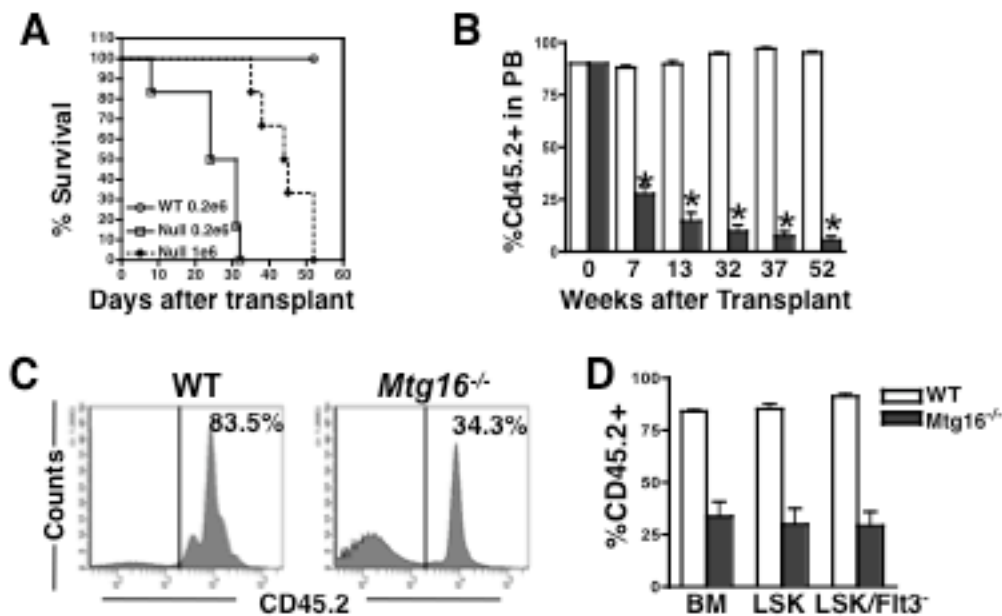 A
110
100
90
80
70
60
50
40
30
20
10
0
% Survival
WT 0.2e6
Null 0.2e6
Null 1e6
0 10 20 30 40 50 60
Days after transplant
B
100
75
50
25
0
%Cd45.2+ in PB
* * * * *
0 7 13 32 37 52
Weeks after Transplant
C
WT
Mtg16-/-
83.5%
34.3%
Counts
CD45.2
D
WT
Mtg16-/-
100
75
50
25
0
%CD45.2+
BM LSK LSK/Flt3-